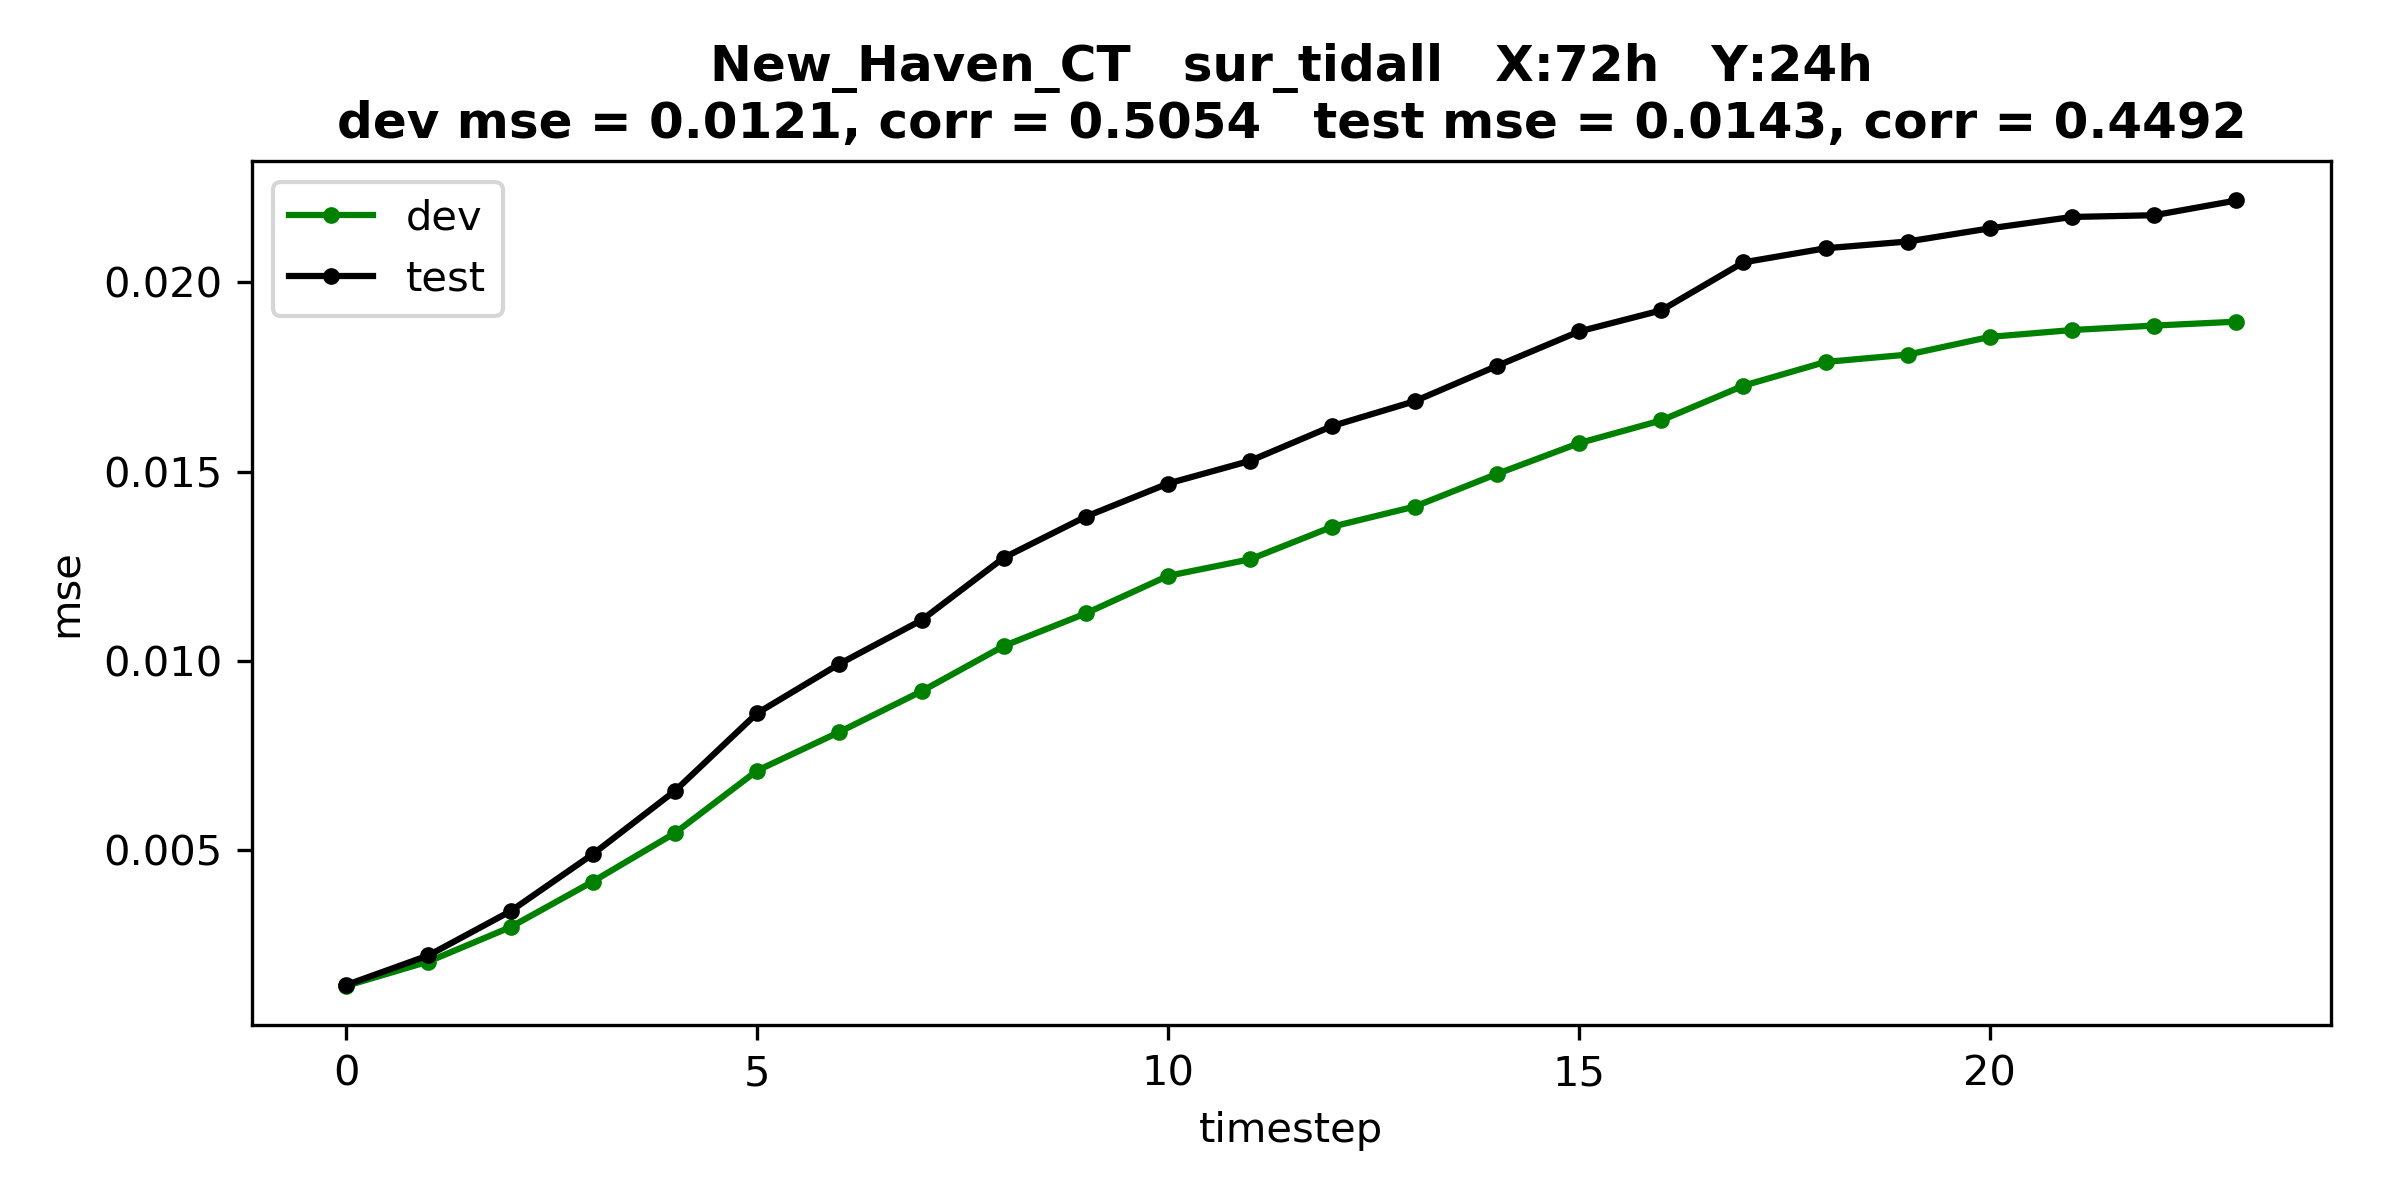 New_Haven_CT   sur_tidall   X:72h   Y:24h
dev mse = 0.0121, corr = 0.5054   test mse = 0.0143, corr = 0.4492
dev
test
0.020
0.015
0.010
0.005
mse
0 5 10 15 20
timestep